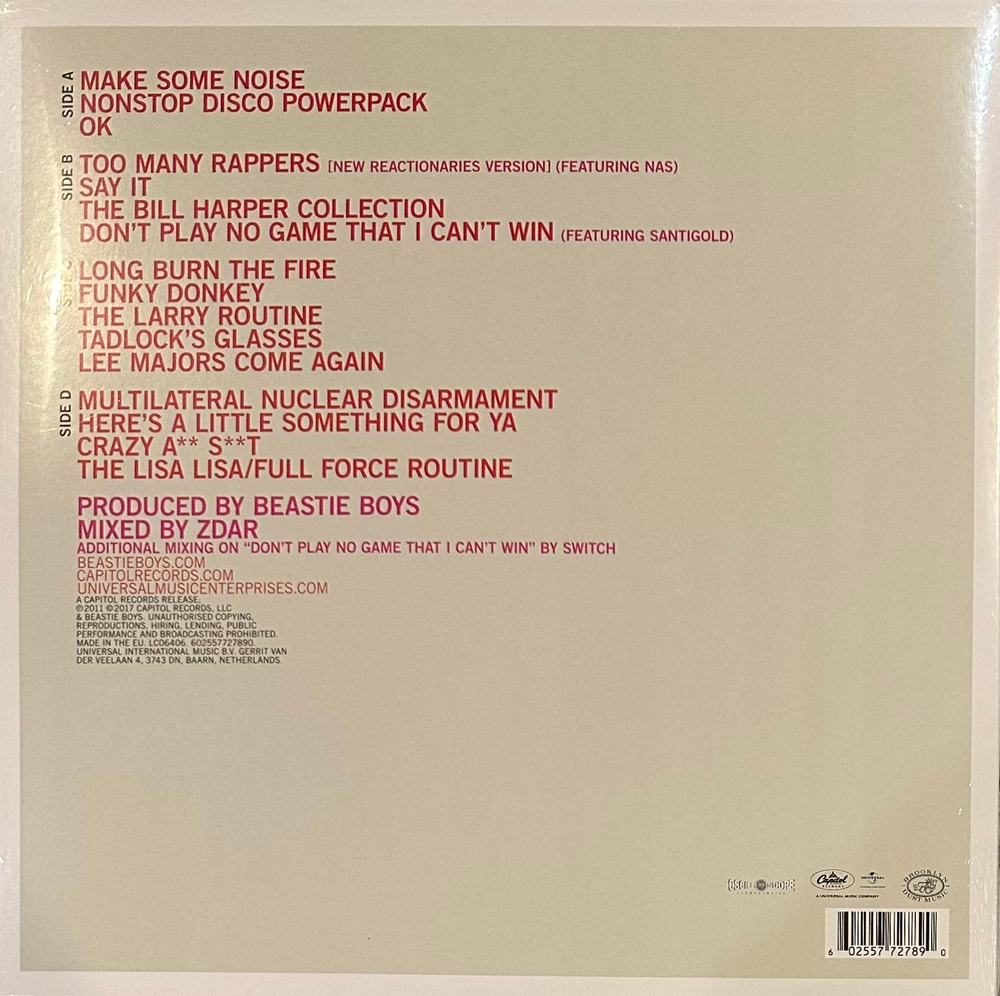 SIDE A
MAKE SOME NOISE
NONSTOP DISCO POWERPACK
OK
SIDE B
TOO MANY RAPPERS [NEW REACTIONARIES VERSION] (FEATURING NAS)
SAY IT
THE BILL HARPER COLLECTION
DON'T PLAY NO GAME THAT I CAN'T WIN (FEATURING SANTIGOLD)
LONG BURN THE FIRE
FUNKY DONKEY
THE LARRY ROUTINE
TADLOCK'S GLASSES
LEE MAJORS COME AGAIN
SIDE D
MULTILATERAL NUCLEAR DISARMAMENT
HERE'S A LITTLE SOMETHING FOR YA
CRAZY A** S**T
THE LISA LISA/FULL FORCE ROUTINE
PRODUCED BY BEASTIE BOYS
MIXED BY ZDAR
ADDITIONAL MIXING ON “DON'T PLAY NO GAME THAT I CAN'T WIN” BY SWITCH
BEASTIEBOYS.COM
CAPITOLRECORDS.COM
UNIVERSALMUSICENTERPRISES.COM
A CAPITOL RECORDS RELEASE;
℗2011 ©2017 CAPITOL RECORDS, LLC
& BEASTIE BOYS. UNAUTHORISED COPYING,
REPRODUCTIONS, HIRING, LENDING, PUBLIC
PERFORMANCE AND BROADCASTING PROHIBITED.
MADE IN THE EU. LC06406. 602557727890.
UNIVERSAL INTERNATIONAL MUSIC B.V. GERRIT VAN
DER VEELAAN 4, 3743 DN, BAARN, NETHERLANDS.
OSCILLOSCOPE
Capitol
RECORDS
A UNIVERSAL MUSIC COMPANY
UNIVERSAL
BROOKLYN
DUST MUSIC
6 02557 72789 0